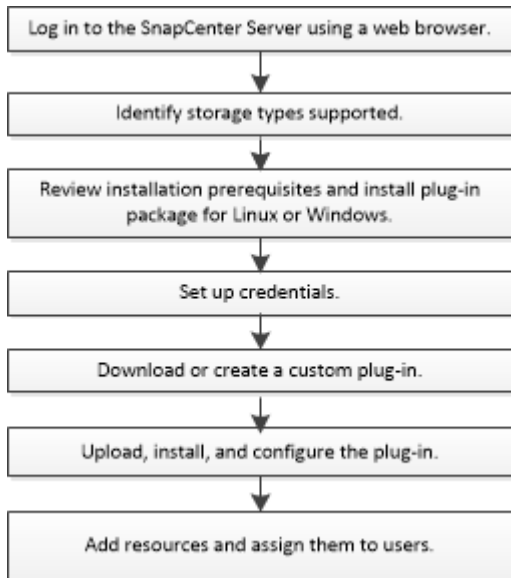 Log in to the SnapCenter Server using a web browser.
Identify storage types supported.
Review installation prerequisites and install plug-in
package for Linux or Windows.
Set up credentials.
Download or create a custom plug-in.
Upload, install, and configure the plug-in.
Add resources and assign them to users.